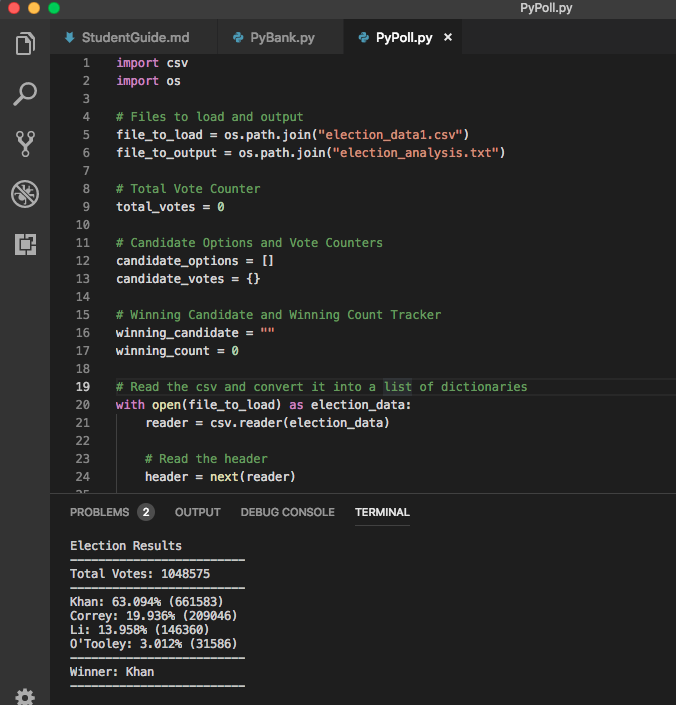 PyPoll.py
StudentGuide.md PyBank.py PyPoll.py ×
1 import csv
2 import os
3
4 # Files to load and output
5 file_to_load = os.path.join("election_data1.csv")
6 file_to_output = os.path.join("election_analysis.txt")
7
8 # Total Vote Counter
9 total_votes = 0
10
11 # Candidate Options and Vote Counters
12 candidate_options = []
13 candidate_votes = {}
14
15 # Winning Candidate and Winning Count Tracker
16 winning_candidate = ""
17 winning_count = 0
18
19 # Read the csv and convert it into a list of dictionaries
20 with open(file_to_load) as election_data:
21 reader = csv.reader(election_data)
22
23 # Read the header
24 header = next(reader)
25
PROBLEMS 2 OUTPUT DEBUG CONSOLE TERMINAL
Election Results
-------------------------
Total Votes: 1048575
-------------------------
Khan: 63.094% (661583)
Correy: 19.936% (209046)
Li: 13.958% (146360)
O'Tooley: 3.012% (31586)
-------------------------
Winner: Khan
-------------------------